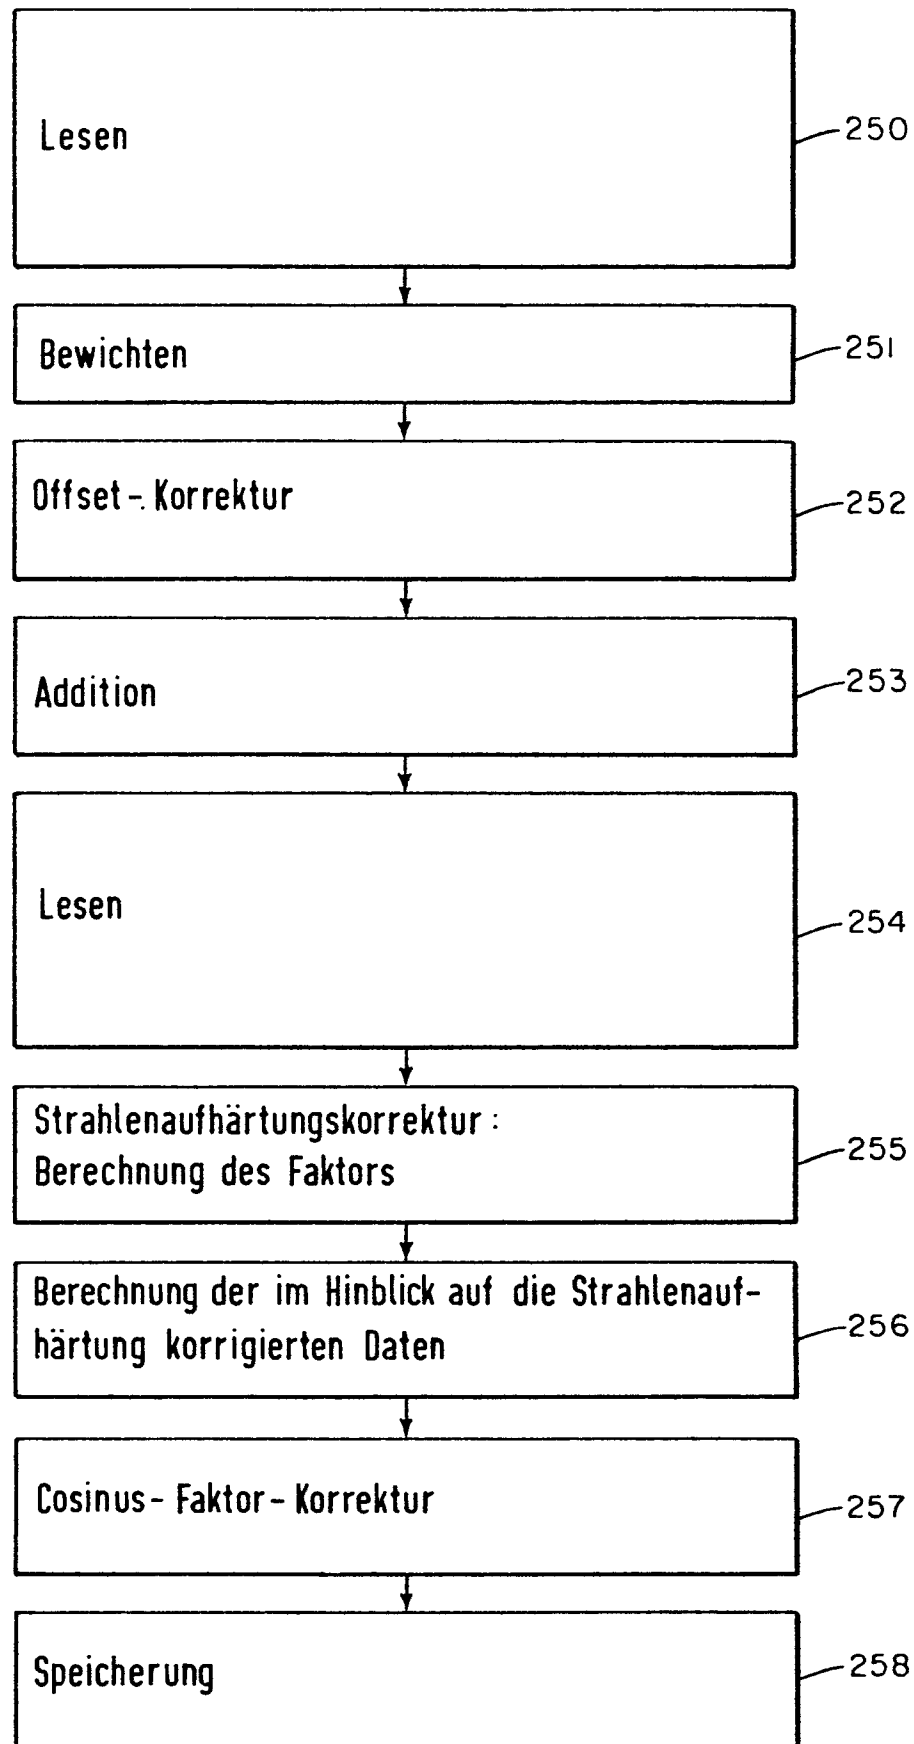 Lesen
250
Bewichten
251
Offset-Korrektur
252
Addition
253
Lesen
254
Strahlenaufhärtungskorrektur:
Berechnung des Faktors
255
Berechnung der im Hinblick auf die Strahlenauf-
härtung korrigierten Daten
256
Cosinus-Faktor-Korrektur
257
Speicherung
258